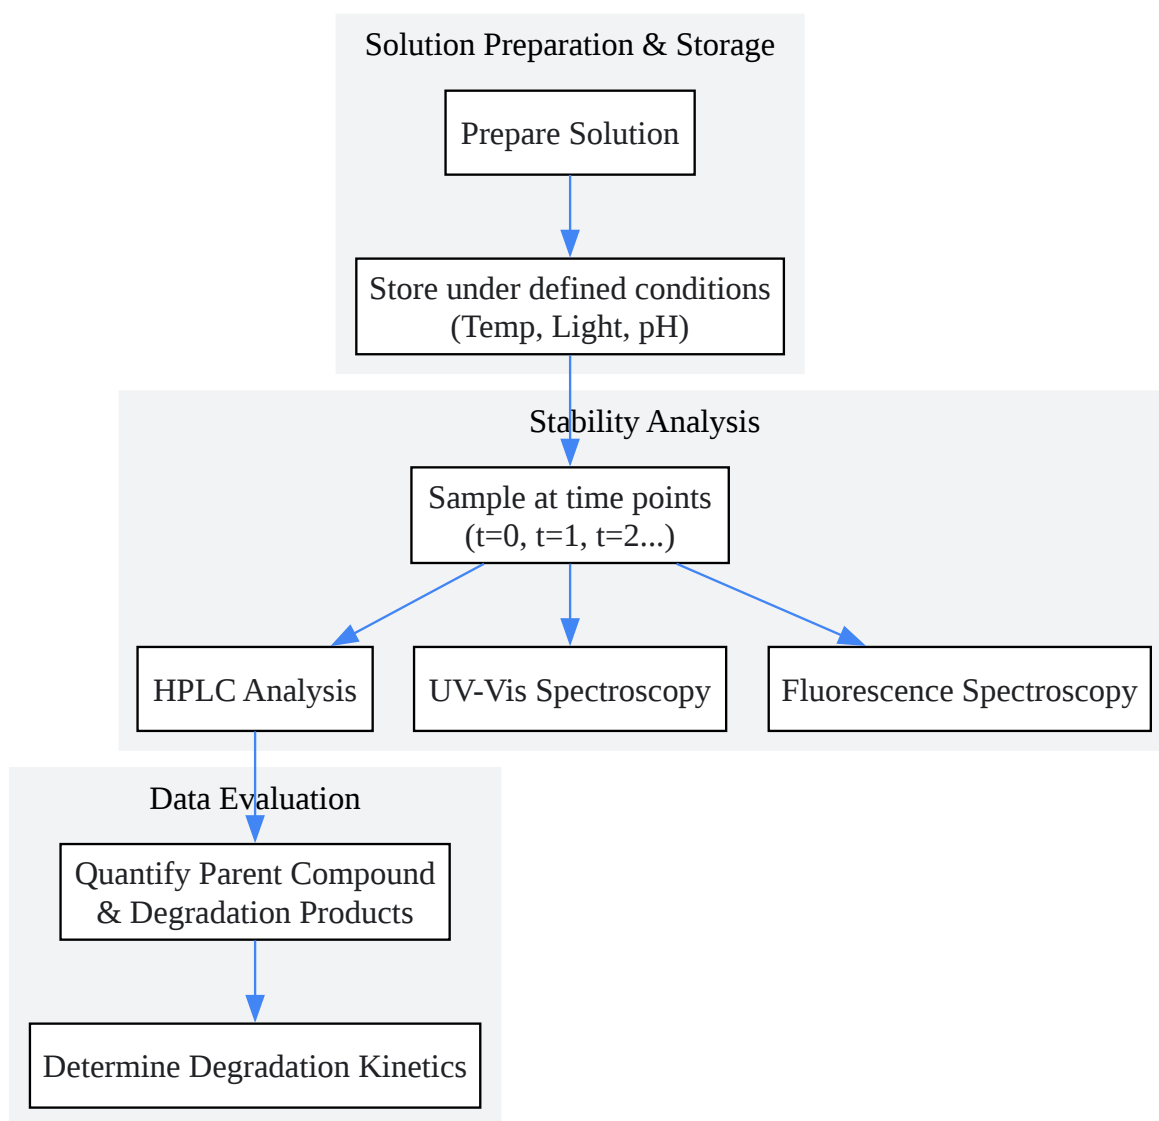 Solution Preparation & Storage
Prepare Solution
Store under defined conditions
(Temp, Light, pH)
Stability Analysis
Sample at time points
(t=0, t=1, t=2...)
HPLC Analysis
UV-Vis Spectroscopy
Fluorescence Spectroscopy
Data Evaluation
Quantify Parent Compound
& Degradation Products
Determine Degradation Kinetics